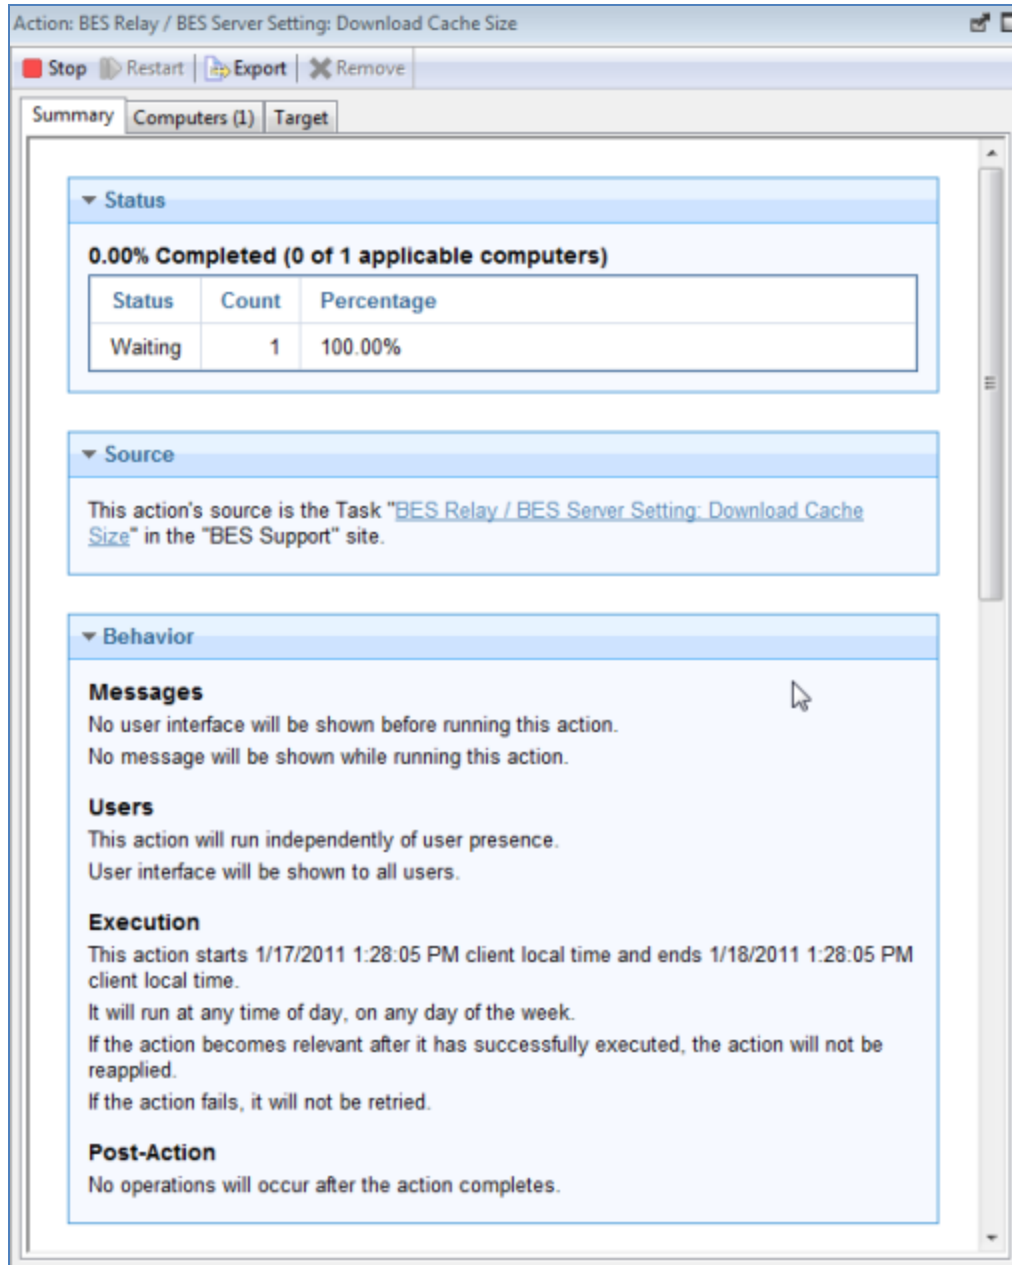 Action: BES Relay / BES Server Setting: Download Cache Size
Stop Restart Export Remove
Summary Computers (1) Target
Status
0.00% Completed (0 of 1 applicable computers)
Status Count Percentage
Waiting 1 100.00%
Source
This action's source is the Task "BES Relay / BES Server Setting: Download Cache
Size" in the "BES Support" site.
Behavior
Messages
No user interface will be shown before running this action.
No message will be shown while running this action.
Users
This action will run independently of user presence.
User interface will be shown to all users.
Execution
This action starts 1/17/2011 1:28:05 PM client local time and ends 1/18/2011 1:28:05 PM
client local time.
It will run at any time of day, on any day of the week.
If the action becomes relevant after it has successfully executed, the action will not be
reapplied.
If the action fails, it will not be retried.
Post-Action
No operations will occur after the action completes.